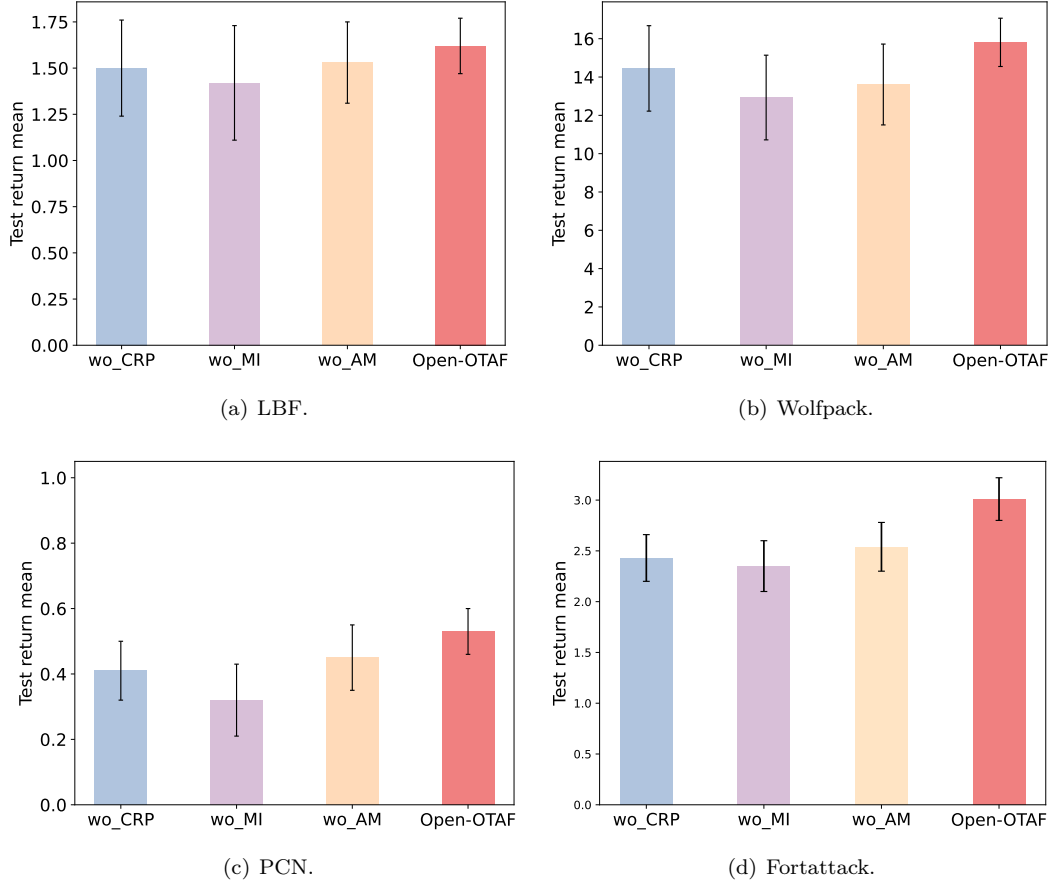 1.75
1.50
1.25
1.00
0.75
0.50
0.25
0.00
Test return mean
wo_CRP wo_MI wo_AM Open-OTAF
(a) LBF.
16
14
12
10
8
6
4
2
0
Test return mean
wo_CRP wo_MI wo_AM Open-OTAF
(b) Wolfpack.
1.0
0.8
0.6
0.4
0.2
0.0
Test return mean
wo_CRP wo_MI wo_AM Open-OTAF
(c) PCN.
3.0
2.5
2.0
1.5
1.0
0.5
0.0
Test return mean
wo_CRP wo_MI wo_AM Open-OTAF
(d) Fortattack.